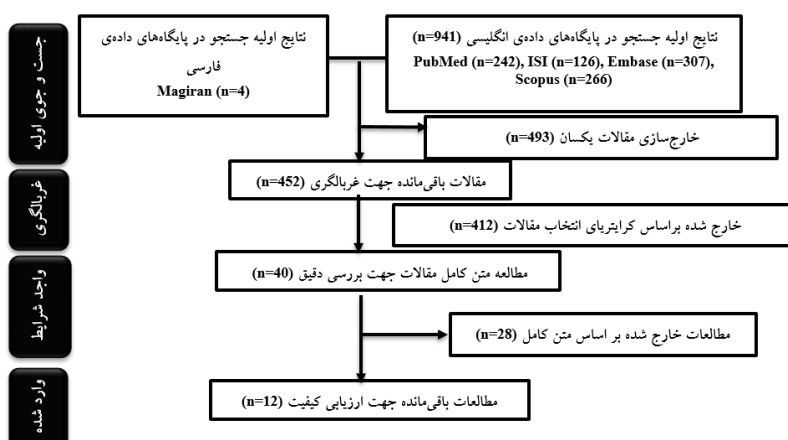 جست و جوی اولیه
نتایج اولیه جستجو در پایگاه‌های داده‌ی
فارسی
Magiran (n=4)
نتایج اولیه جستجو در پایگاه‌های داده‌ی انگلیسی (n=941)
PubMed (n=242), ISI (n=126), Embase (n=307),
Scopus (n=266)
خارج‌سازی مقالات یکسان (n=493)
غربالگری
مقالات باقی‌مانده جهت غربالگری (n=452)
خارج شده براساس کرایتریای انتخاب مقالات (n=412)
واجد شرایط
مطالعه متن کامل مقالات جهت بررسی دقیق (n=40)
مطالعات خارج شده بر اساس متن کامل (n=28)
وارد شده
مطالعات باقی‌مانده جهت ارزیابی کیفیت (n=12)